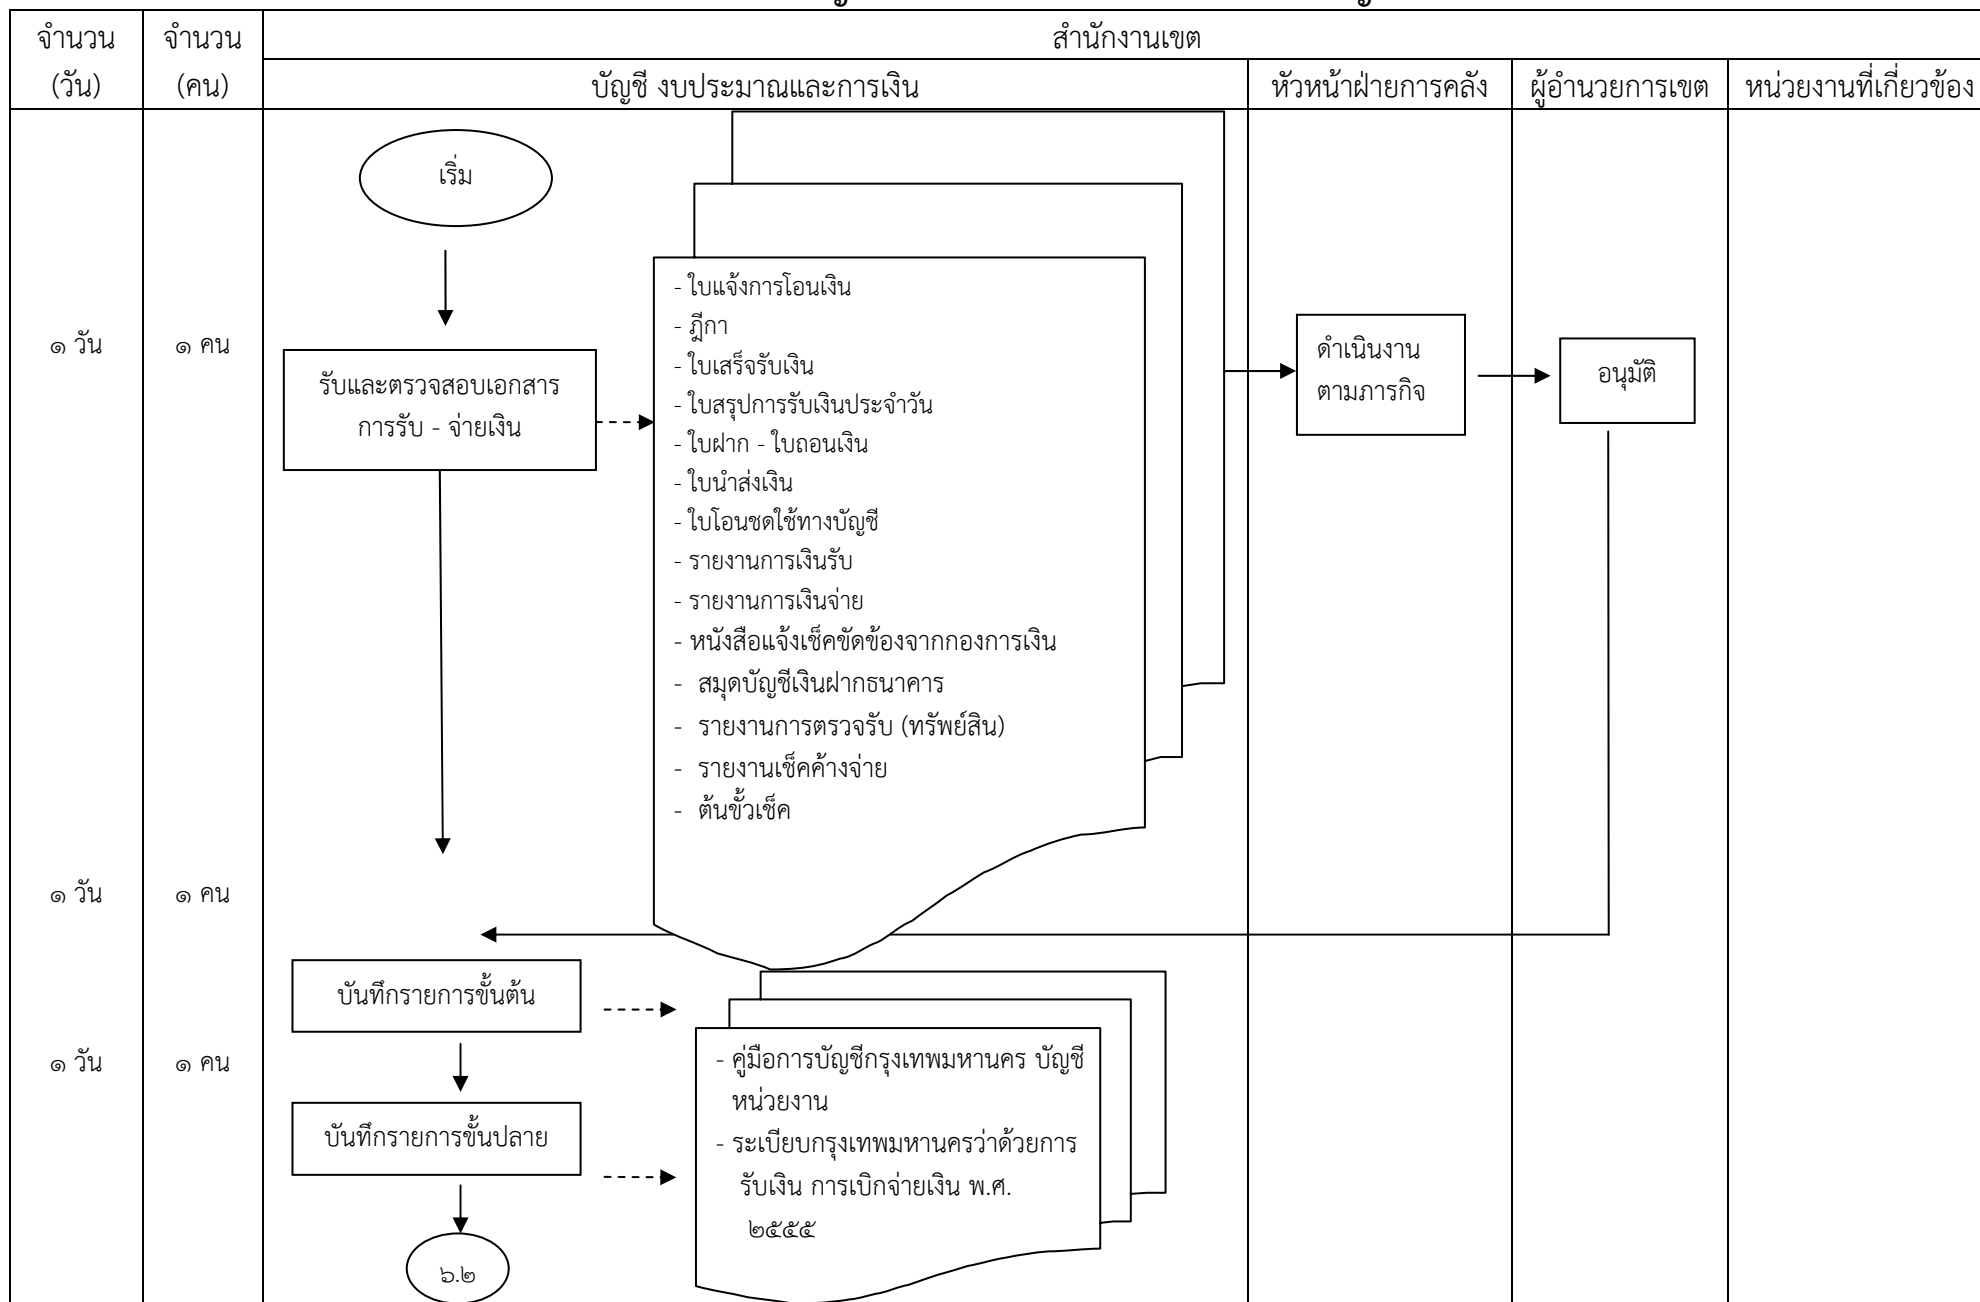 จำนวน
(วัน)
จำนวน
(คน)
สำนักงานเขต
บัญชี งบประมาณและการเงิน
หัวหน้าฝ่ายการคลัง
ผู้อำนวยการเขต
หน่วยงานที่เกี่ยวข้อง
เริ่ม
๑ วัน
๑ คน
รับและตรวจสอบเอกสาร
การรับ - จ่ายเงิน
- ใบแจ้งการโอนเงิน
- ฎีกา
- ใบเสร็จรับเงิน
- ใบสรุปการรับเงินประจำวัน
- ใบฝาก - ใบถอนเงิน
- ใบนำส่งเงิน
- ใบโอนชดใช้ทางบัญชี
- รายงานการเงินรับ
- รายงานการเงินจ่าย
- หนังสือแจ้งเช็คขัดข้องจากกองการเงิน
- สมุดบัญชีเงินฝากธนาคาร
- รายงานการตรวจรับ (ทรัพย์สิน)
- รายงานเช็คค้างจ่าย
- ต้นขั้วเช็ค
ดำเนินงาน
ตามภารกิจ
อนุมัติ
๑ วัน
๑ คน
บันทึกรายการขั้นต้น
๑ วัน
๑ คน
บันทึกรายการขั้นปลาย
- คู่มือการบัญชีกรุงเทพมหานคร บัญชี
หน่วยงาน
- ระเบียบกรุงเทพมหานครว่าด้วยการ
รับเงิน การเบิกจ่ายเงิน พ.ศ.
๒๕๕๕
๖.๒